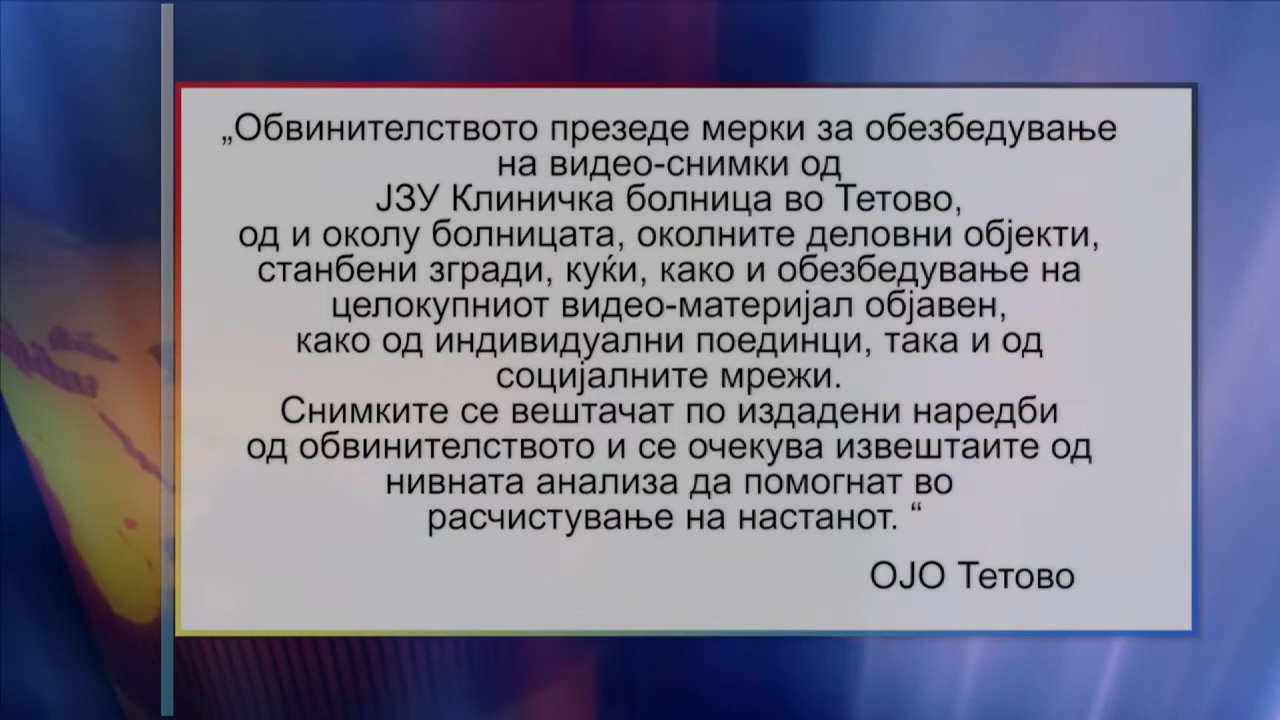 „Обвинителството презеде мерки за обезбедување
на видео-снимки од
ЈЗУ Клиничка болница во Тетово,
од и околу болницата, околните деловни објекти,
станбени згради, куќи, како и обезбедување на
целокупниот видео-материјал објавен,
како од индивидуални поединци, така и од
социјалните мрежи.
Снимките се вештачат по издадени наредби
од обвинителството и се очекува извештаите од
нивната анализа да помогнат во
расчистување на настанот. “
ОЈО Тетово